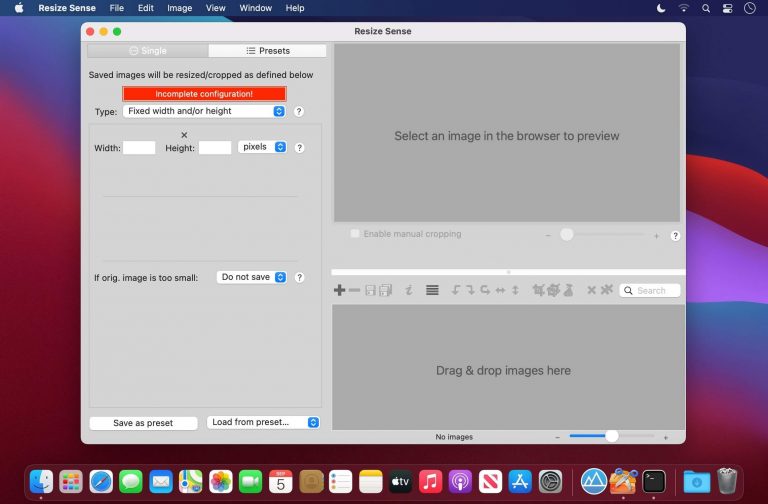 Resize Sense File Edit Image View Window Help
Resize Sense
Single Presets
Saved images will be resized/cropped as defined below
Incomplete configuration!
Type: Fixed width and/or height ?
Width: Height: pixels ?
If orig. image is too small: Do not save ?
Save as preset Load from preset...
Select an image in the browser to preview
Enable manual cropping − + ?
Search
Drag & drop images here
No images − +
SEP
5
tv